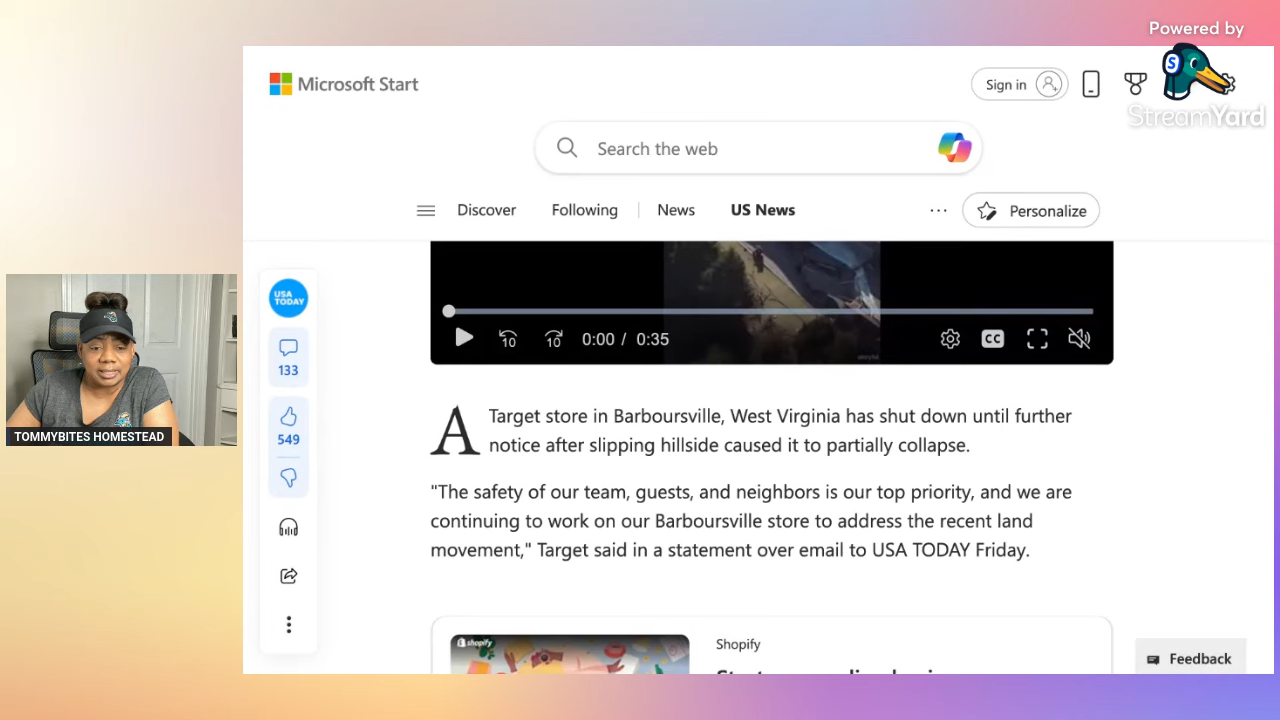 Powered by
StreamYard
Microsoft Start
Sign in
Search the web
Discover
Following
News
US News
Personalize
USA
TODAY
133
549
10
10
0:00 / 0:35
CC
A Target store in Barboursville, West Virginia has shut down until further
notice after slipping hillside caused it to partially collapse.
"The safety of our team, guests, and neighbors is our top priority, and we are
continuing to work on our Barboursville store to address the recent land
movement," Target said in a statement over email to USA TODAY Friday.
shopify
Shopify
Feedback
TOMMYBITES HOMESTEAD